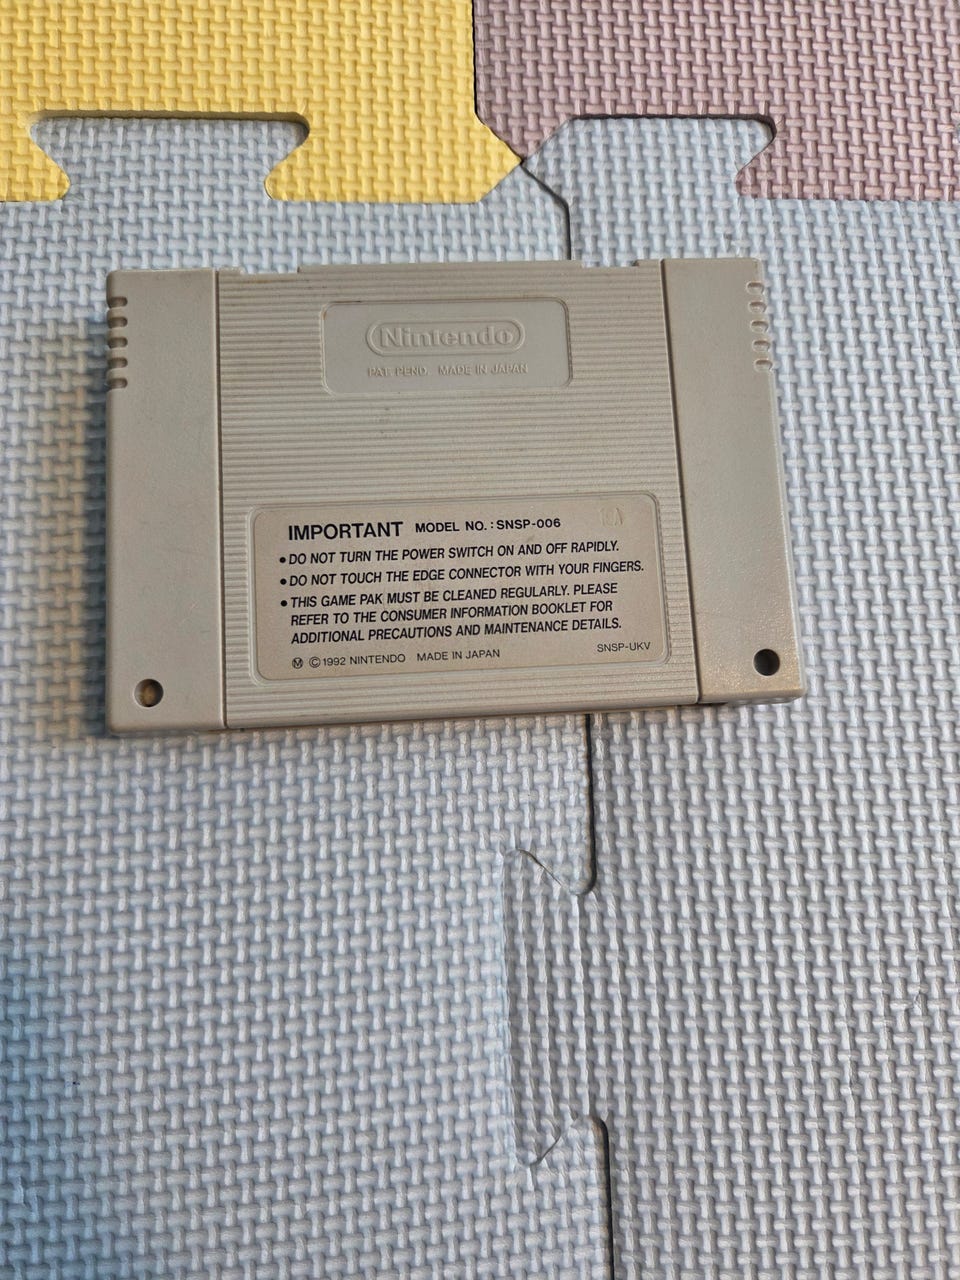 Nintendo
PAT. PEND. MADE IN JAPAN
IMPORTANT MODEL NO. : SNSP-006
•DO NOT TURN THE POWER SWITCH ON AND OFF RAPIDLY.
•DO NOT TOUCH THE EDGE CONNECTOR WITH YOUR FINGERS.
•THIS GAME PAK MUST BE CLEANED REGULARLY. PLEASE
REFER TO THE CONSUMER INFORMATION BOOKLET FOR
ADDITIONAL PRECAUTIONS AND MAINTENANCE DETAILS.
Ⓜ ©1992 NINTENDO MADE IN JAPAN SNSP-UKV